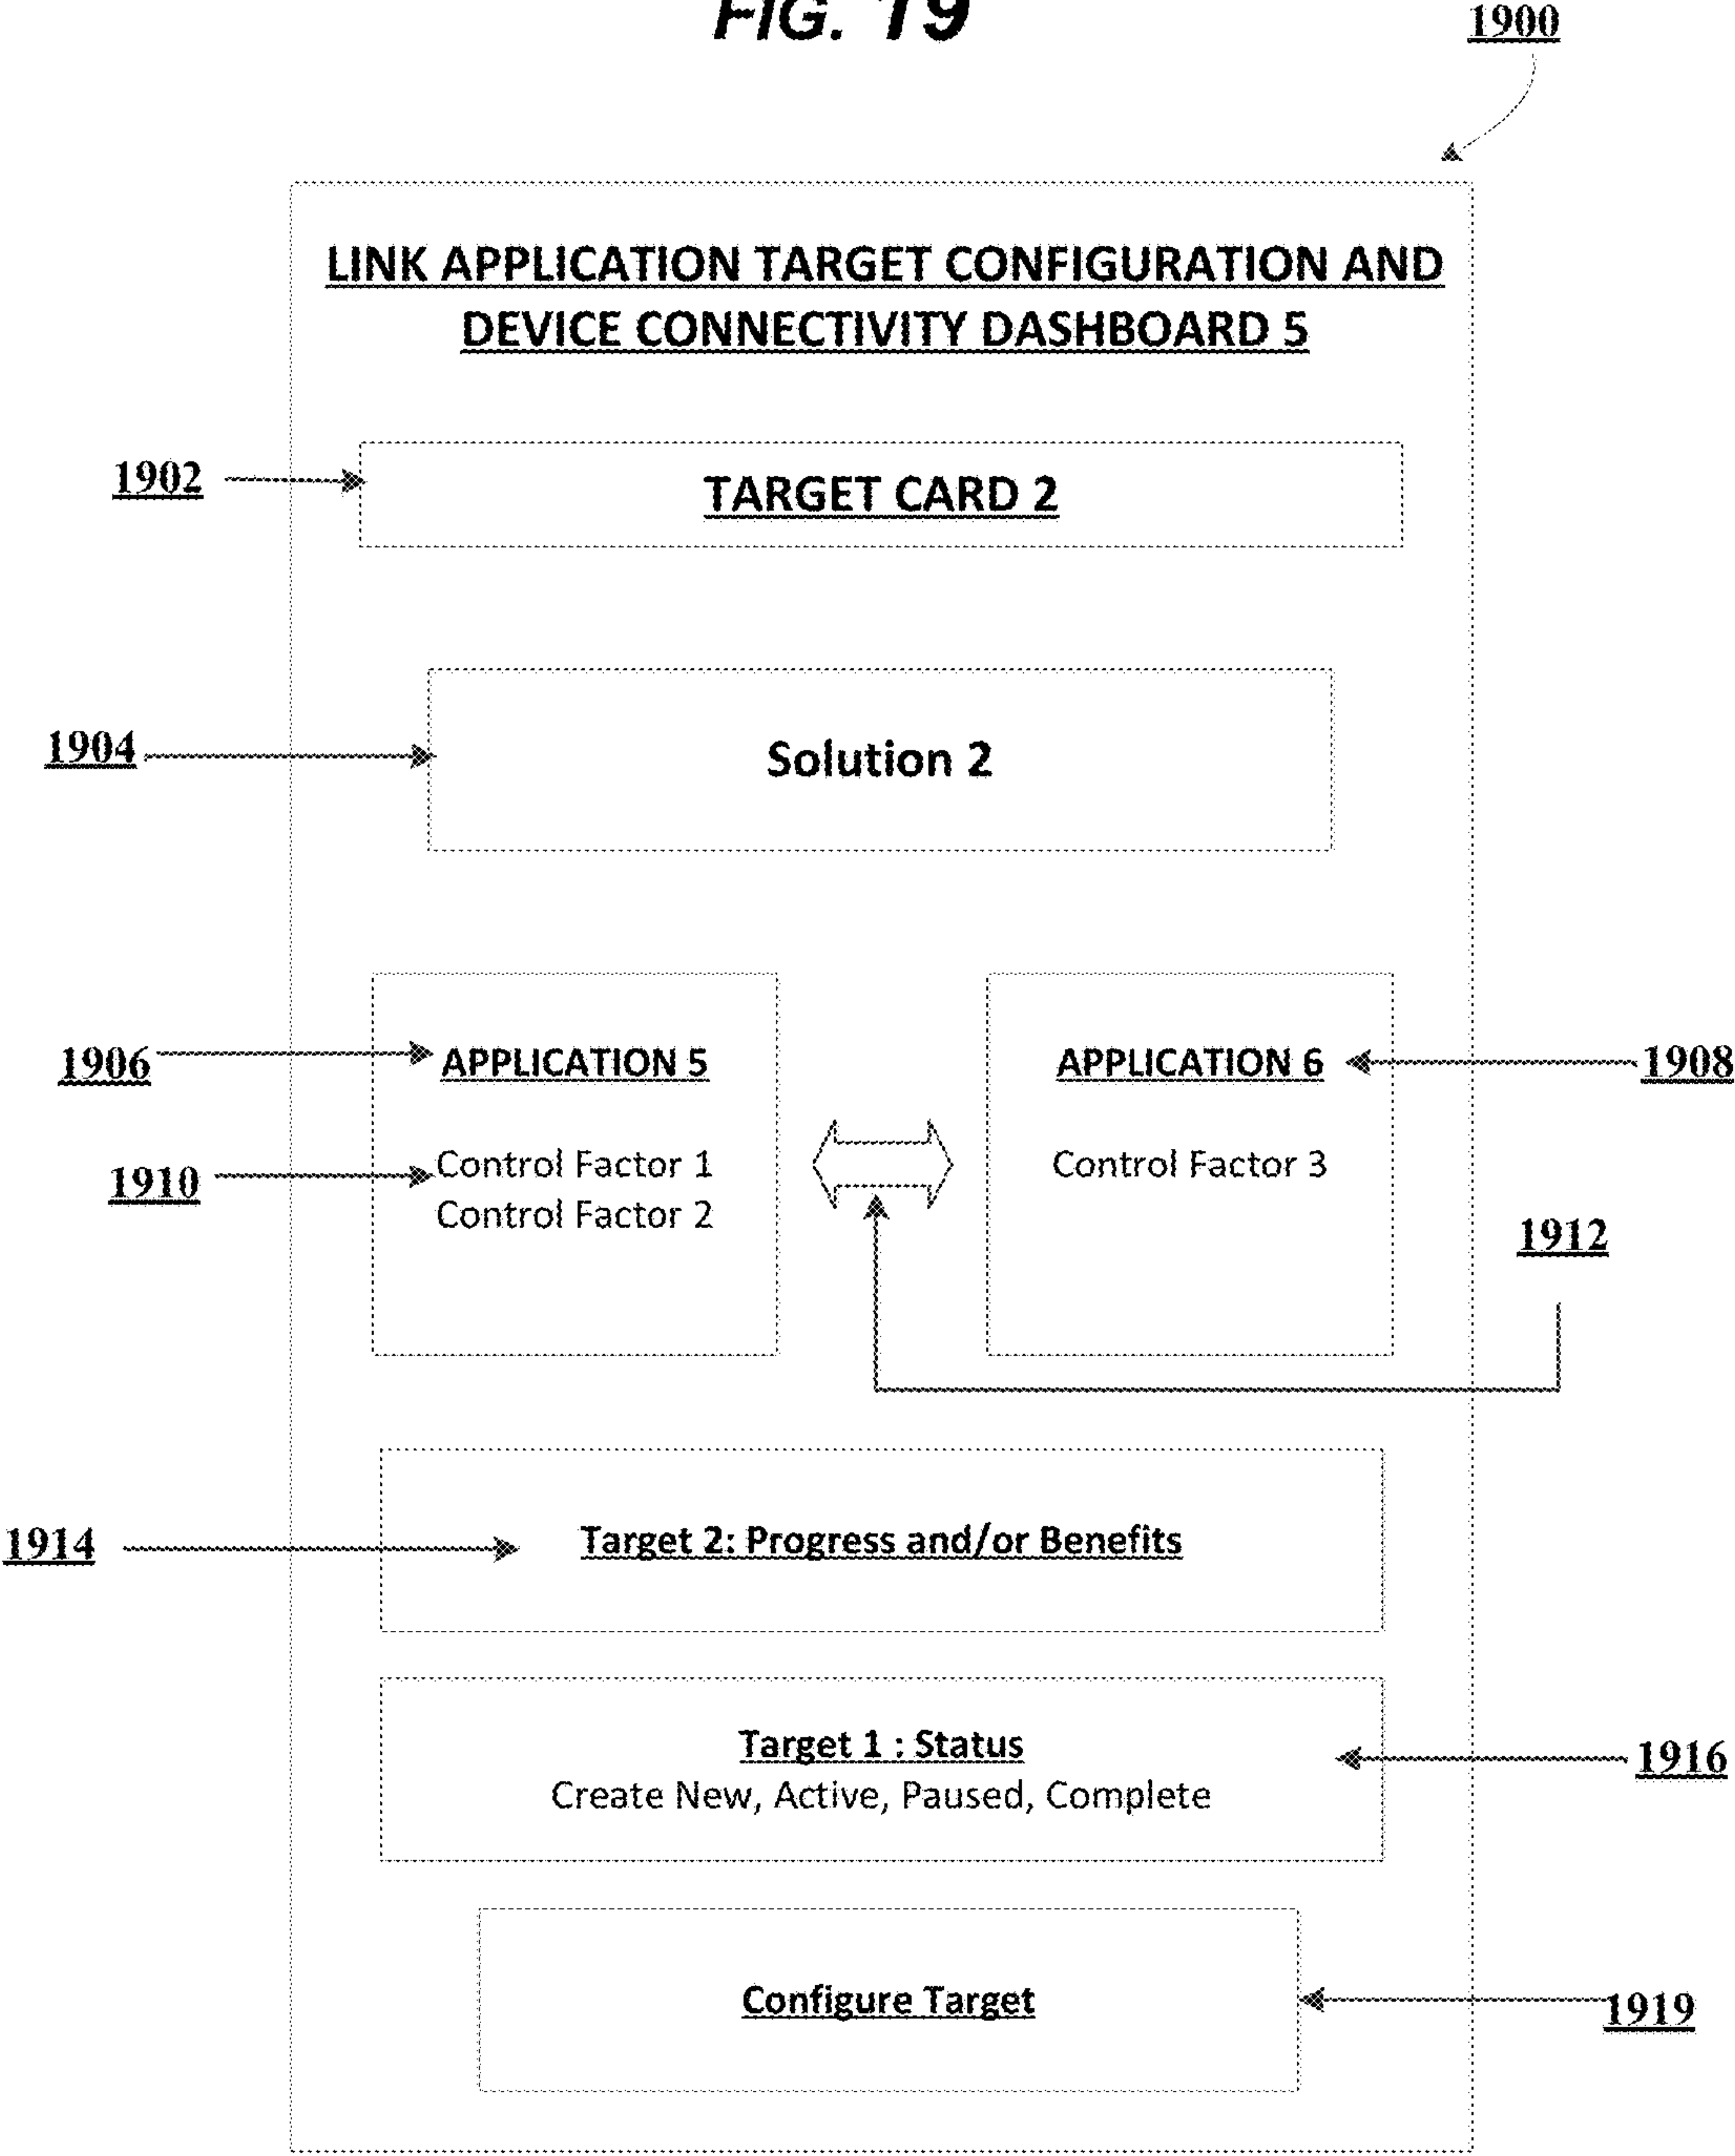 FIG. 19
1900
LINK APPLICATION TARGET CONFIGURATION AND
DEVICE CONNECTIVITY DASHBOARD 5
1902
TARGET CARD 2
1904
Solution 2
1906
APPLICATION 5
APPLICATION 6
1908
1910
Control Factor 1
Control Factor 2
Control Factor 3
1912
1914
Target 2: Progress and/or Benefits
Target 1 : Status
Create New, Active, Paused, Complete
1916
Configure Target
1919